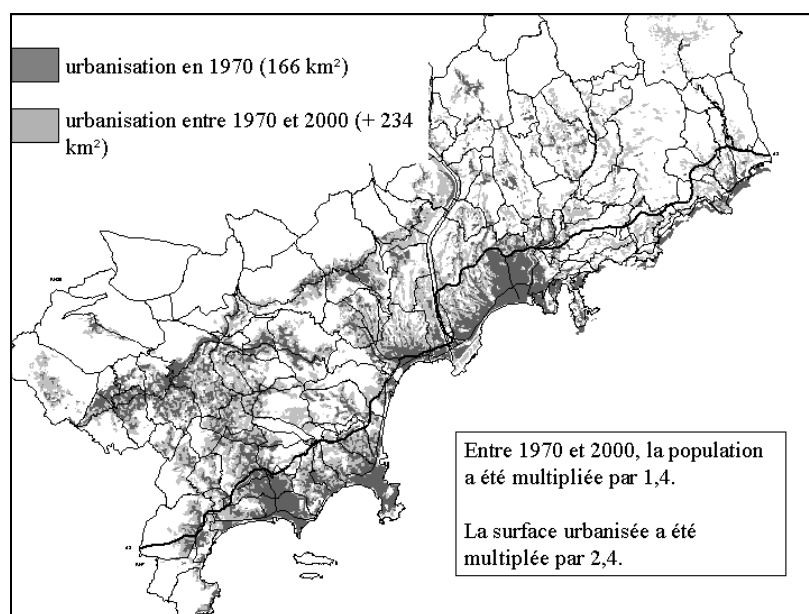 urbanisation en 1970 (166 km²)
urbanisation entre 1970 et 2000 (+ 234
km²)
Entre 1970 et 2000, la population
a été multipliée par 1,4.
La surface urbanisée a été
multiplée par 2,4.